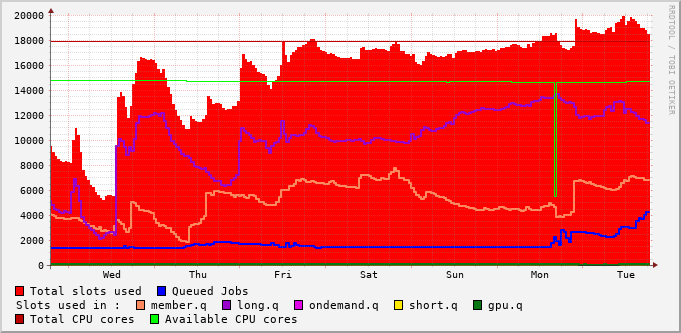 20000
18000
16000
14000
12000
10000
8000
6000
4000
2000
0
Wed Thu Fri Sat Sun Mon Tue
RRDTOOL / TOBI OETIKER
Total slots used Queued Jobs
Slots used in : member.q long.q ondemand.q short.q gpu.q
Total CPU cores Available CPU cores